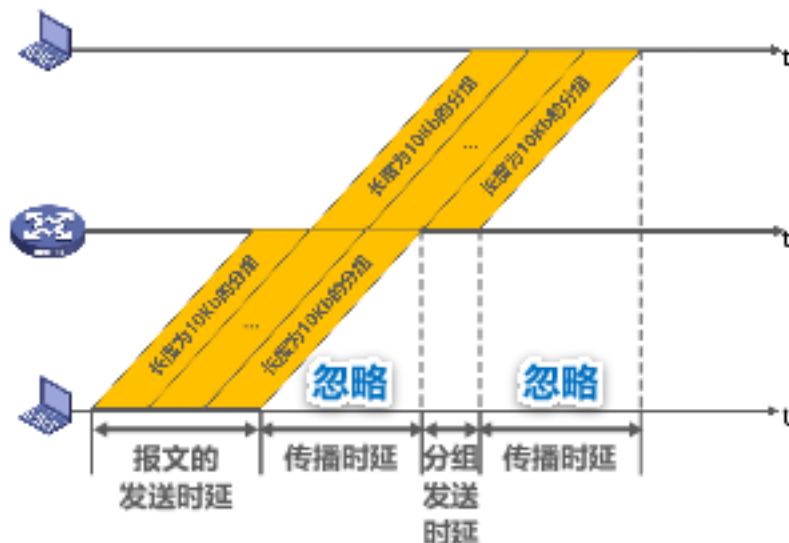 t
长度为10Kb的分组
...
长度为10Kb的分组
t
长度为10Kb的分组
...
长度为10Kb的分组
忽略
忽略
t
报文的
发送时延
传播时延
分组
发送
时延
传播时延